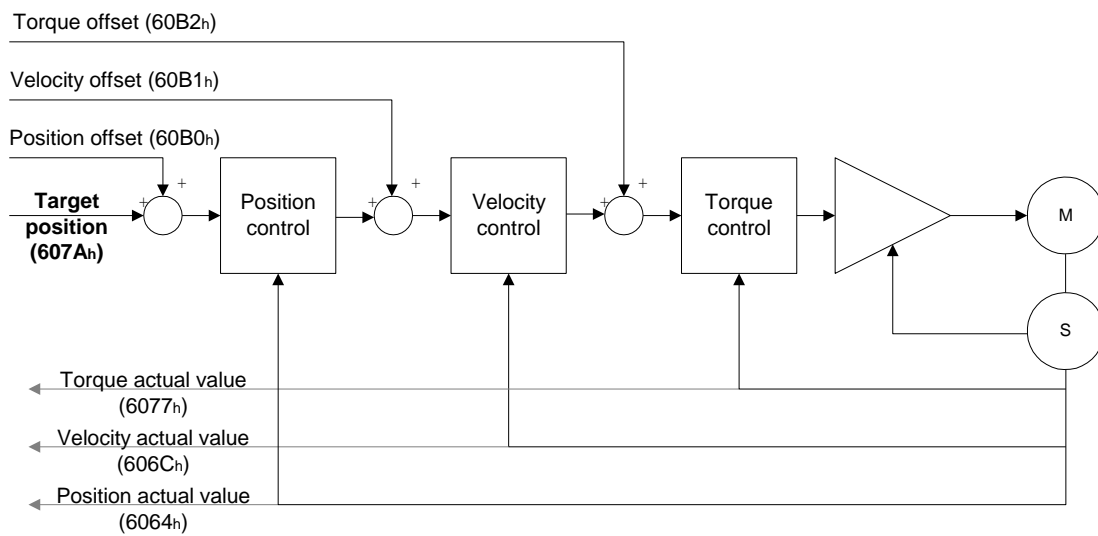 Torque offset (60B2h)
Velocity offset (60B1h)
Position offset (60B0h)
+
+
+
Target
position
(607Ah)
+
+
+
Position
control
Velocity
control
Torque
control
M
S
Torque actual value
(6077h)
Velocity actual value
(606Ch)
Position actual value
(6064h)